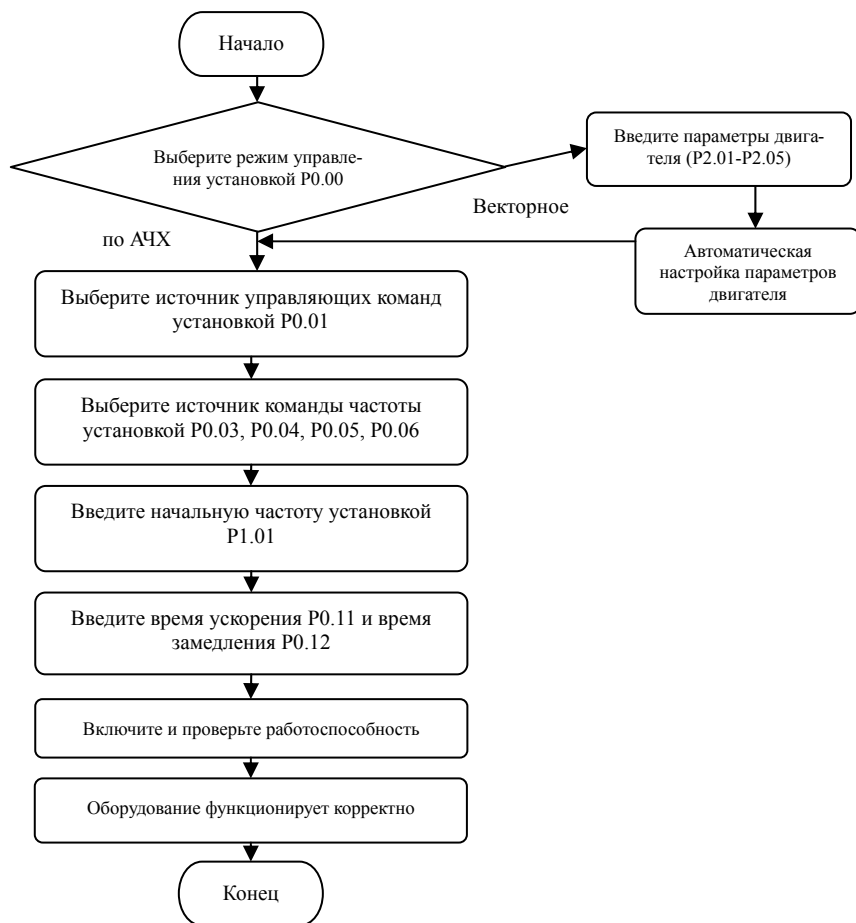 Начало
Выберите режим управле-
ния установкой P0.00
Введите параметры двига-
теля (P2.01-P2.05)
Векторное
по АЧХ
Автоматическая
настройка параметров
двигателя
Выберите источник управляющих команд
установкой P0.01
Выберите источник команды частоты
установкой P0.03, P0.04, P0.05, P0.06
Введите начальную частоту установкой
P1.01
Введите время ускорения P0.11 и время
замедления P0.12
Включите и проверьте работоспособность
Оборудование функционирует корректно
Конец